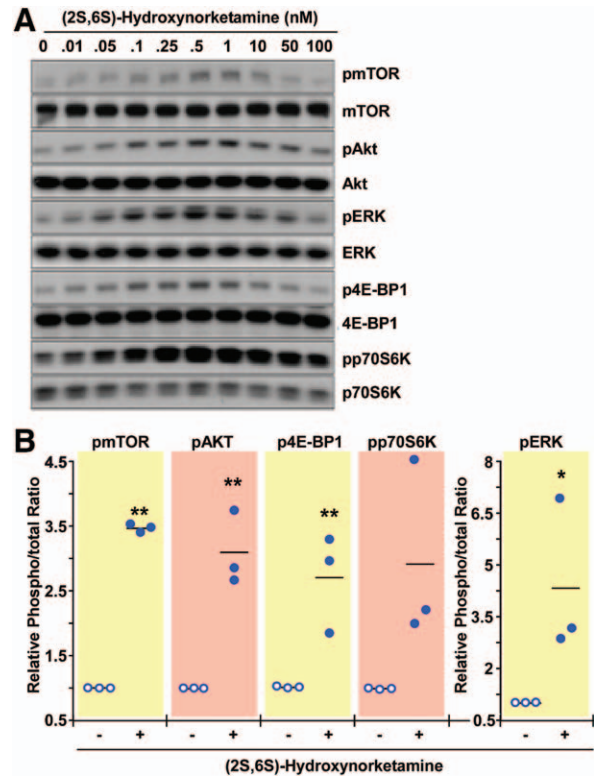 A
(2S,6S)-Hydroxynorketamine (nM)
0 .01 .05 .1 .25 .5 1 10 50 100
pmTOR
mTOR
pAkt
Akt
pERK
ERK
p4E-BP1
4E-BP1
pp70S6K
p70S6K
B
pmTOR pAKT p4E-BP1 pp70S6K pERK
Relative Phospho/total Ratio
4.5
3.5
2.5
1.5
0.5
** ** **
Relative Phospho/total Ratio
8
6.5
5
4.5
2
0.5
*
- + - + - + - + - +
(2S,6S)-Hydroxynorketamine